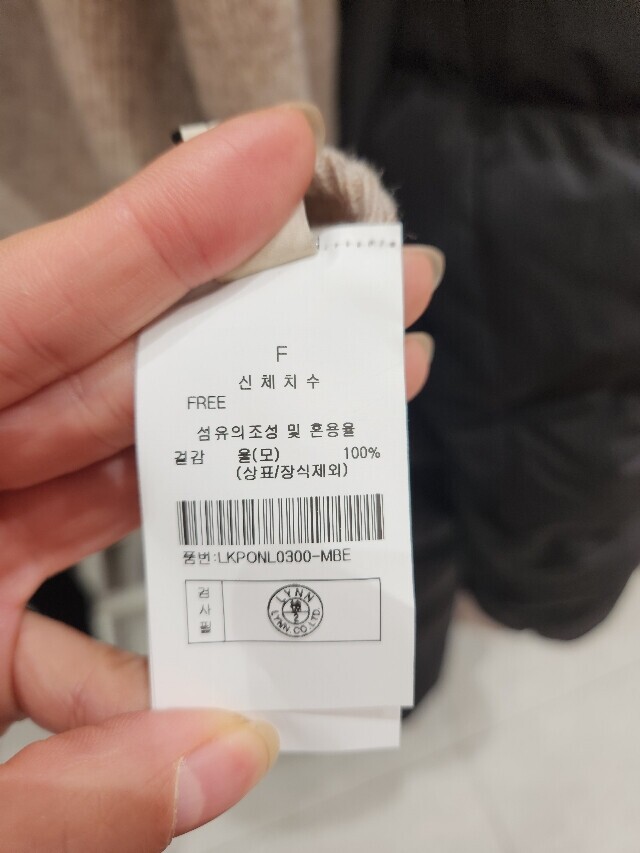 F
신체치수
FREE
섬유의조성 및 혼용율
겉감 울(모) 100%
(상표/장식제외)
품번:LKPONL0300-MBE
검사필
LYNN
LYNN CO.,LTD